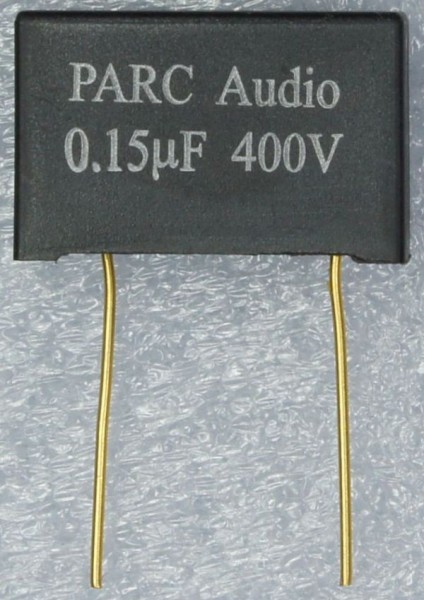 PARC Audio
0.15µF 400V